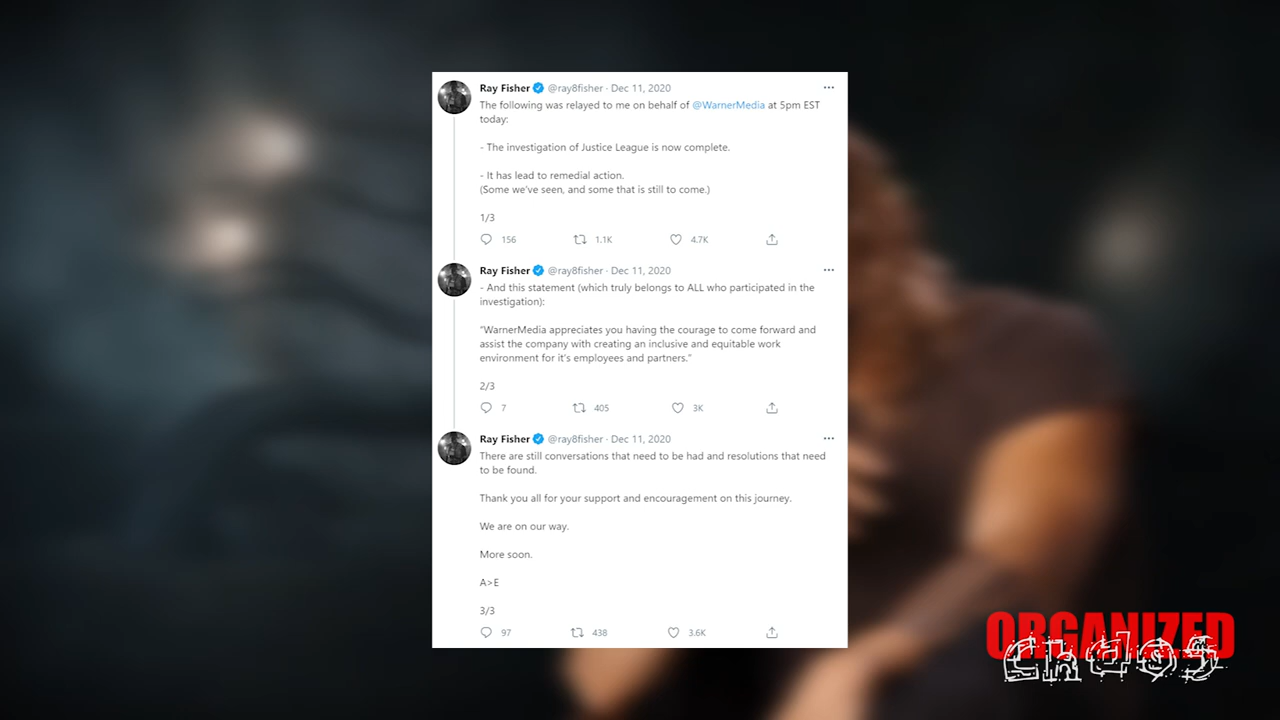 Ray Fisher @ray8fisher · Dec 11, 2020
The following was relayed to me on behalf of @WarnerMedia at 5pm EST
today:
- The investigation of Justice League is now complete.
- It has lead to remedial action.
(Some we've seen, and some that is still to come.)
1/3
156 1.1K 4.7K
Ray Fisher @ray8fisher · Dec 11, 2020
- And this statement (which truly belongs to ALL who participated in the
investigation):
“WarnerMedia appreciates you having the courage to come forward and
assist the company with creating an inclusive and equitable work
environment for it's employees and partners.”
2/3
7 405 3K
Ray Fisher @ray8fisher · Dec 11, 2020
There are still conversations that need to be had and resolutions that need
to be found.
Thank you all for your support and encouragement on this journey.
We are on our way.
More soon.
A>E
3/3
97 438 3.6K
ORGANIZED
CHAOS